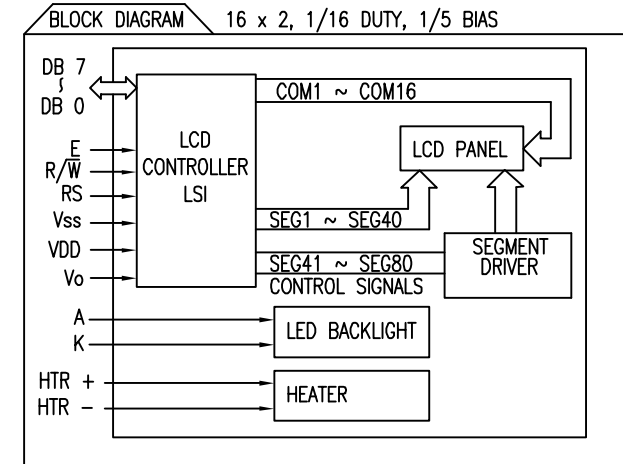 BLOCK DIAGRAM 16 x 2, 1/16 DUTY, 1/5 BIAS
DB 7
~
DB 0
E
R/W̅
RS
Vss
VDD
Vo
A
K
HTR +
HTR -
LCD
CONTROLLER
LSI
COM1 ~ COM16
LCD PANEL
SEG1 ~ SEG40
SEG41 ~ SEG80
CONTROL SIGNALS
SEGMENT
DRIVER
LED BACKLIGHT
HEATER